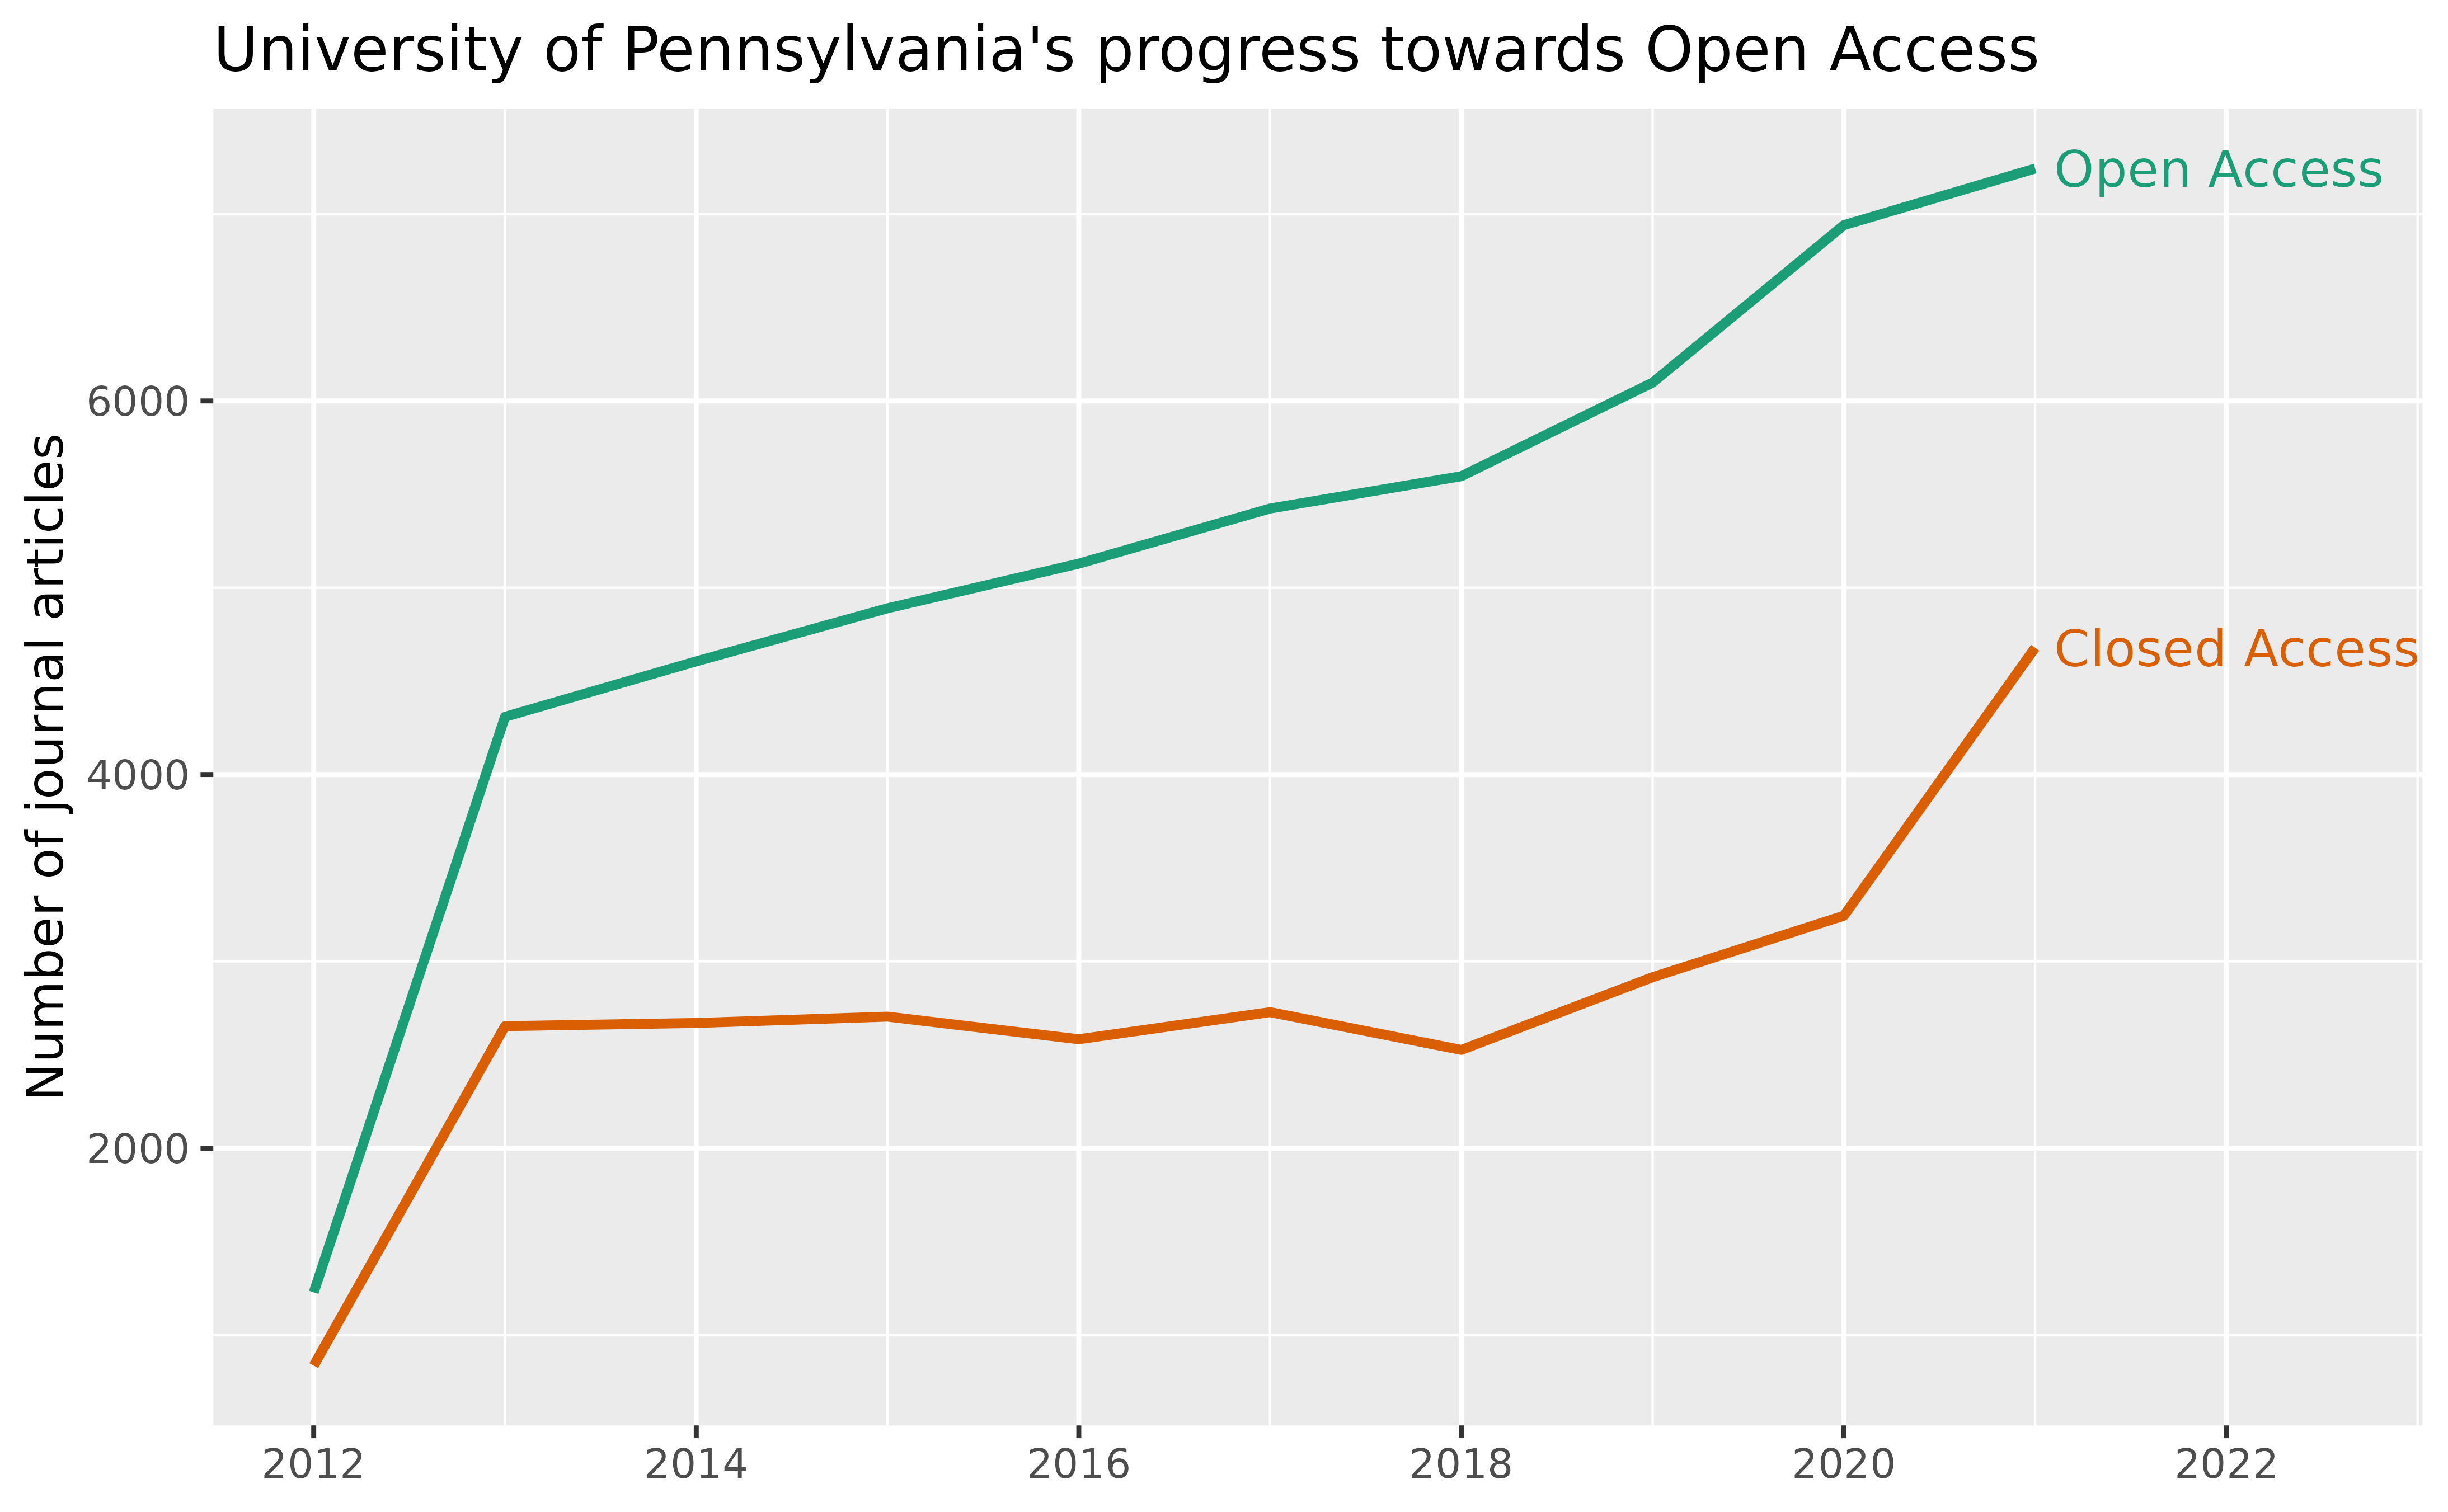 University of Pennsylvania's progress towards Open Access
Number of journal articles
6000
4000
2000
Open Access
Closed Access
2012
2014
2016
2018
2020
2022